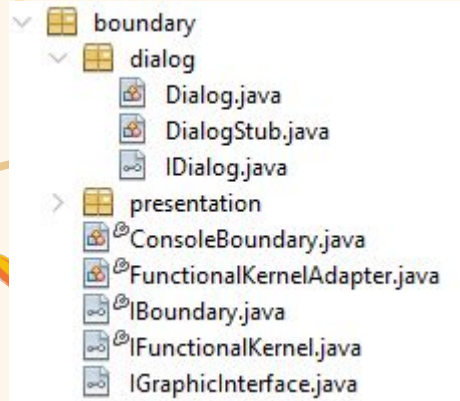 boundary
dialog
Dialog.java
DialogStub.java
IDialog.java
presentation
ConsoleBoundary.java
FunctionalKernelAdapter.java
IBoundary.java
IFunctionalKernel.java
IGraphicInterface.java